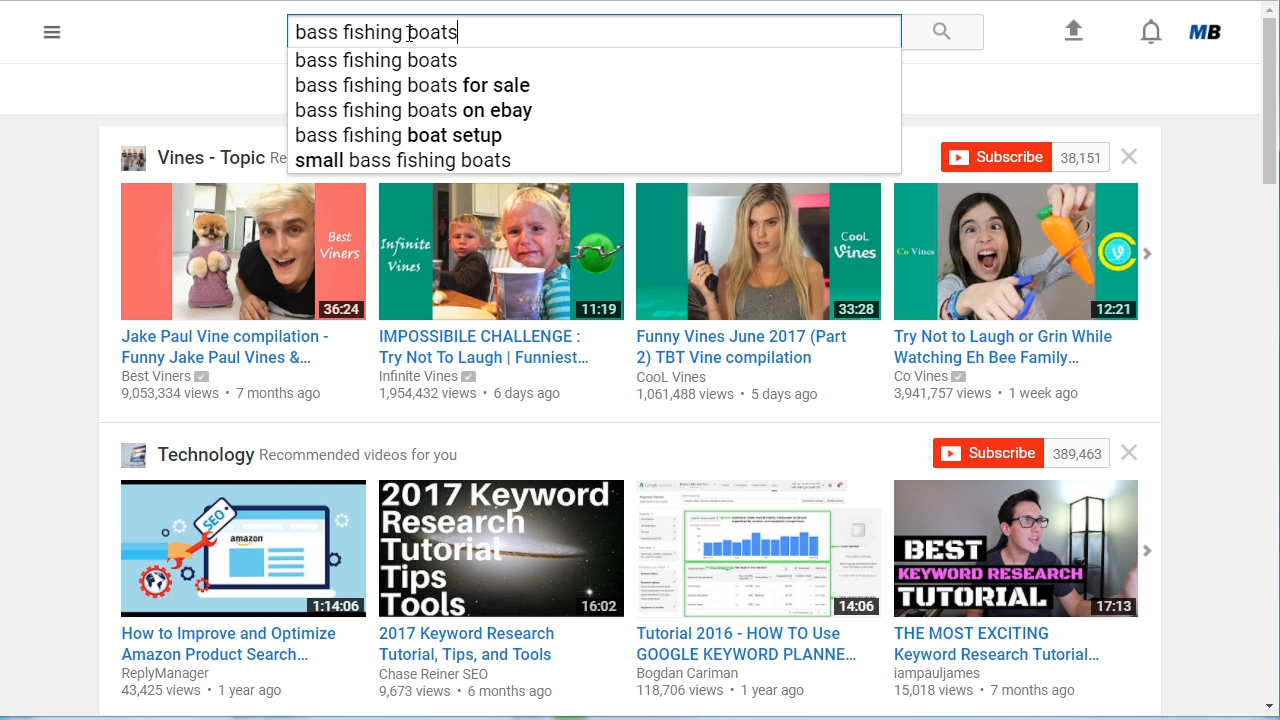 bass fishing boats
MB
bass fishing boats
bass fishing boats for sale
bass fishing boats on ebay
bass fishing boat setup
small bass fishing boats
Vines - Topic Re
Subscribe 38,151
Best
Viners
36:24
Infinite
Vines
11:19
CooL
Vines
33:28
Co Vines
12:21
Jake Paul Vine compilation -
Funny Jake Paul Vines &...
Best Viners
9,053,334 views • 7 months ago
IMPOSSIBILE CHALLENGE :
Try Not To Laugh | Funniest...
Infinite Vines
1,954,432 views • 6 days ago
Funny Vines June 2017 (Part
2) TBT Vine compilation
CooL Vines
1,061,488 views • 5 days ago
Try Not to Laugh or Grin While
Watching Eh Bee Family...
Co Vines
3,941,757 views • 1 week ago
Technology Recommended videos for you
Subscribe 389,463
SEO
amazon
1:14:06
2017 Keyword
Research
Tutorial
Tips
Tools
16:02
14:06
BEST
KEYWORD RESEARCH
TUTORIAL
17:13
How to Improve and Optimize
Amazon Product Search...
ReplyManager
43,425 views • 1 year ago
2017 Keyword Research
Tutorial, Tips, and Tools
Chase Reiner SEO
9,673 views • 6 months ago
Tutorial 2016 - HOW TO Use
GOOGLE KEYWORD PLANNE...
Bogdan Cariman
118,706 views • 1 year ago
THE MOST EXCITING
Keyword Research Tutorial...
iampauljames
15,018 views • 7 months ago